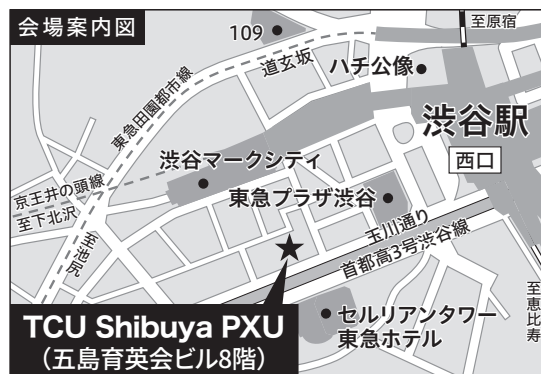 会場案内図
至原宿
109
道玄坂
ハチ公像
東急田園都市線
渋谷駅
西口
渋谷マークシティ
京王井の頭線
至下北沢
東急プラザ渋谷
至池尻
玉川通り
首都高3号渋谷線
至恵比寿
TCU Shibuya PXU
(五島育英会ビル8階)
セルリアンタワー
東急ホテル